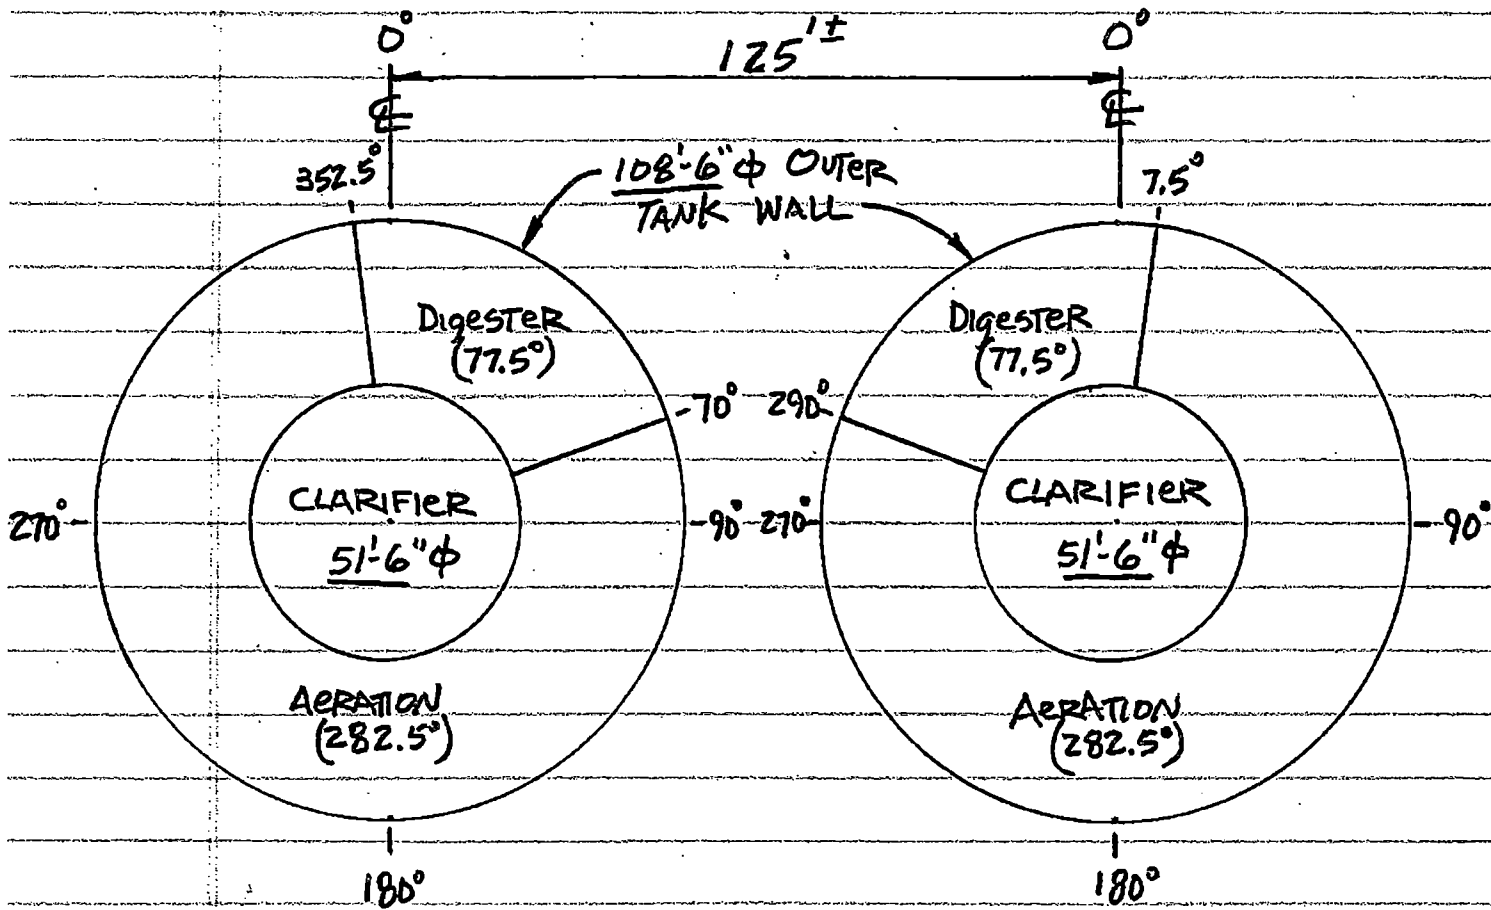 0°
125'±
0°
℄
℄
352.5°
108'-6"φ OUTER
TANK WALL
7.5°
DIGESTER
(77.5°)
DIGESTER
(77.5°)
70°
290°
CLARIFIER
51'-6"φ
CLARIFIER
51'-6"φ
270°
90°
270°
90°
AERATION
(282.5°)
AERATION
(282.5°)
180°
180°